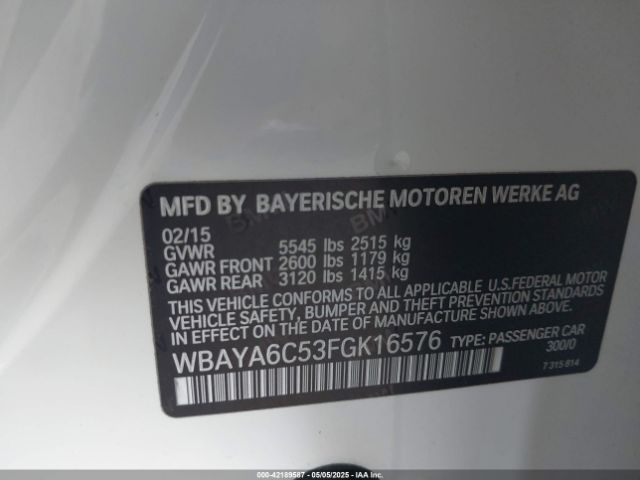 MFD BY BAYERISCHE MOTOREN WERKE AG
02/15
GVWR 5545 lbs 2515 kg
GAWR FRONT 2600 lbs 1179 kg
GAWR REAR 3120 lbs 1415 kg
THIS VEHICLE CONFORMS TO ALL APPLICABLE U.S.FEDERAL MOTOR
VEHICLE SAFETY, BUMPER, AND THEFT PREVENTION STANDARDS
IN EFFECT ON THE DATE OF MANUFACTURE SHOWN ABOVE.
WBAYA6C53FGK16576 TYPE: PASSENGER CAR
300/0
7 315 814
000-42189587 - 05/05/2025 - IAA Inc.